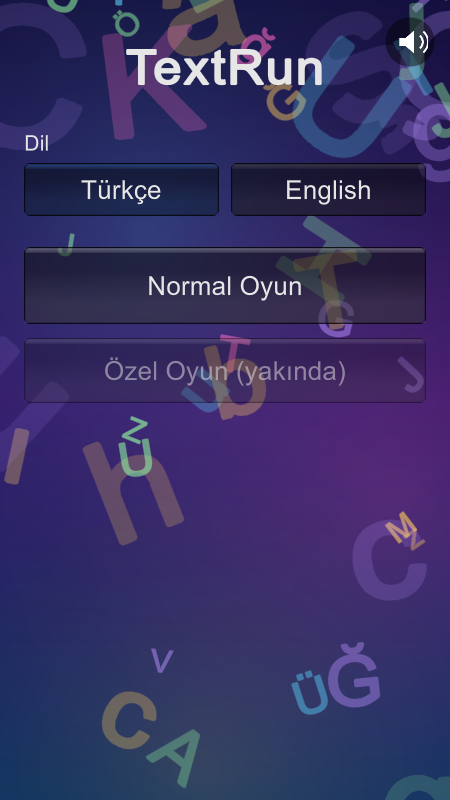 TextRun
Dil
Türkçe
English
Normal Oyun
Özel Oyun (yakında)